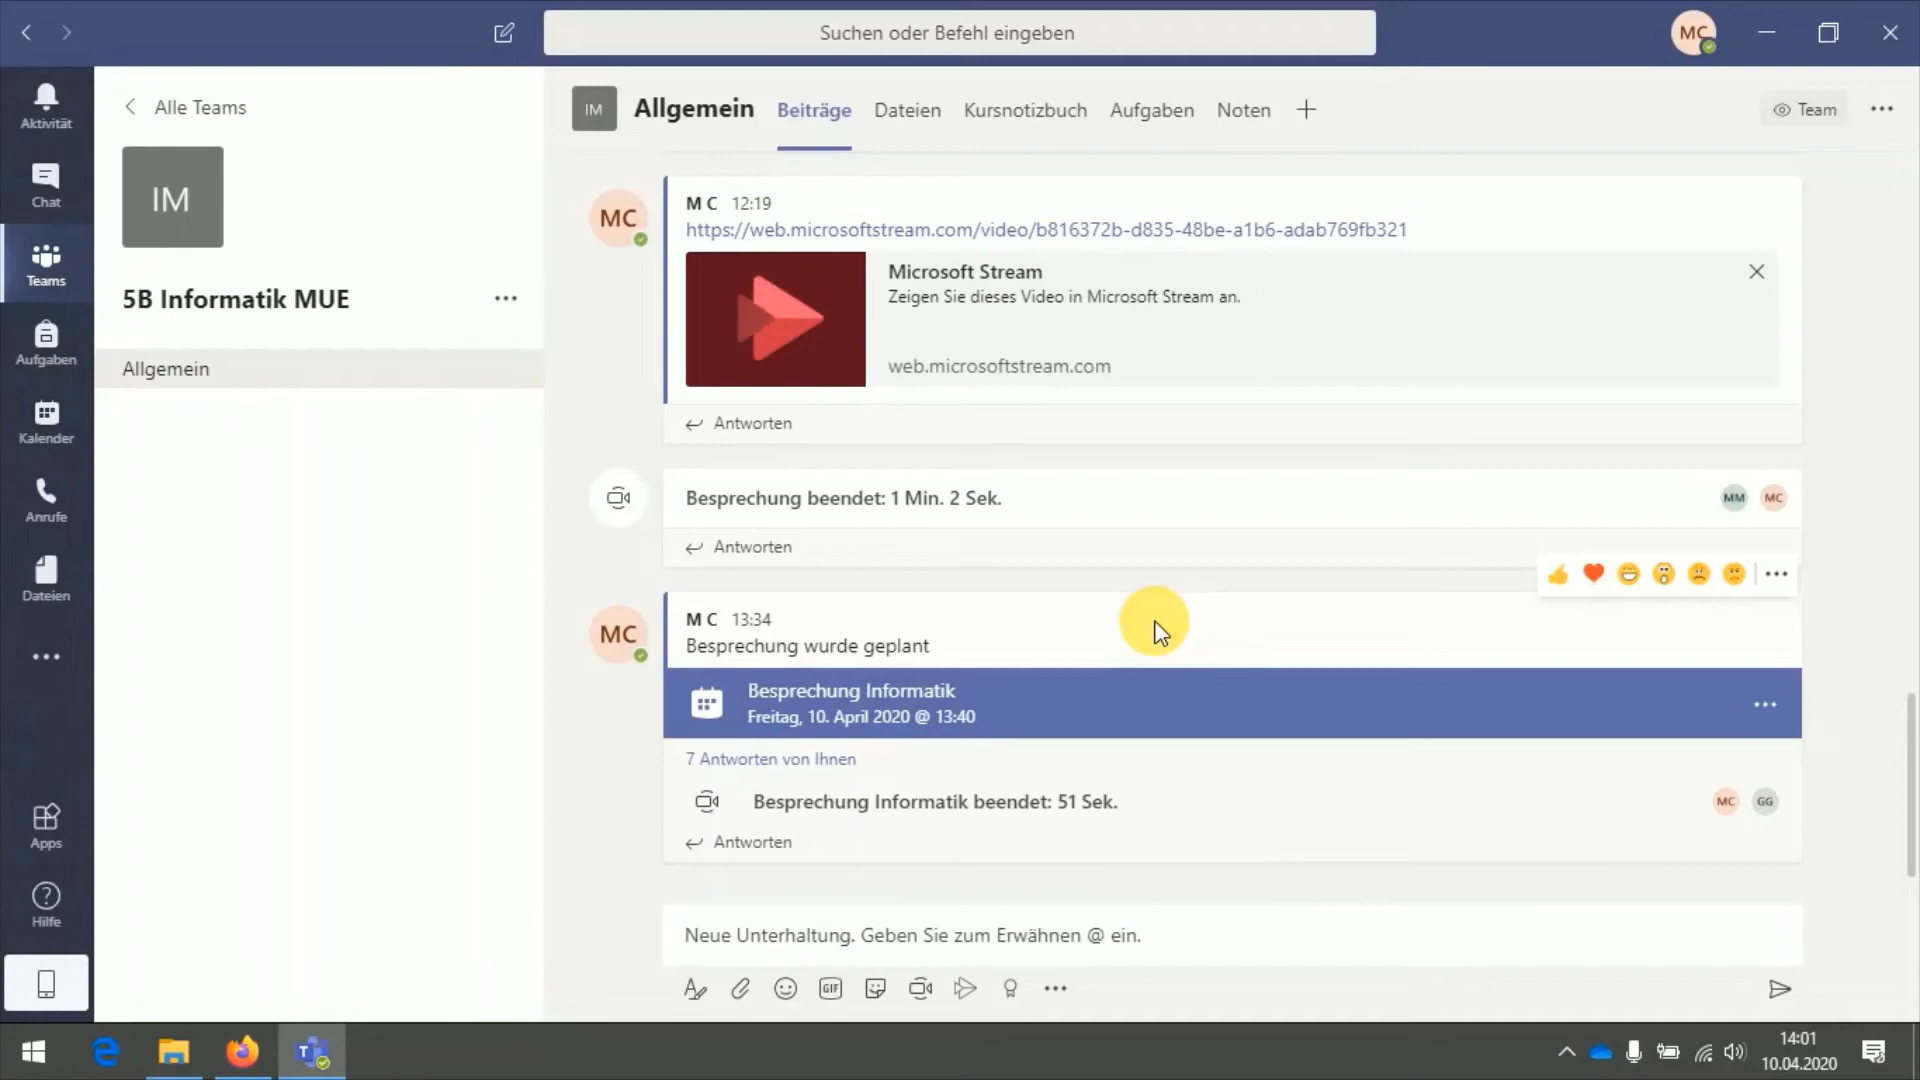 Suchen oder Befehl eingeben
MC
Aktivität
Chat
Teams
Aufgaben
Kalender
Anrufe
Dateien
Apps
Hilfe
Alle Teams
IM
5B Informatik MUE
Allgemein
IM
Allgemein
Beiträge
Dateien
Kursnotizbuch
Aufgaben
Noten
Team
MC
M C 12:19
https://web.microsoftstream.com/video/b816372b-d835-48be-a1b6-adab769fb321
Microsoft Stream
Zeigen Sie dieses Video in Microsoft Stream an.
web.microsoftstream.com
Antworten
Besprechung beendet: 1 Min. 2 Sek.
MM
MC
Antworten
MC
M C 13:34
Besprechung wurde geplant
Besprechung Informatik
Freitag, 10. April 2020 @ 13:40
7 Antworten von Ihnen
Besprechung Informatik beendet: 51 Sek.
MC
GG
Antworten
Neue Unterhaltung. Geben Sie zum Erwähnen @ ein.
GIF
14:01
10.04.2020